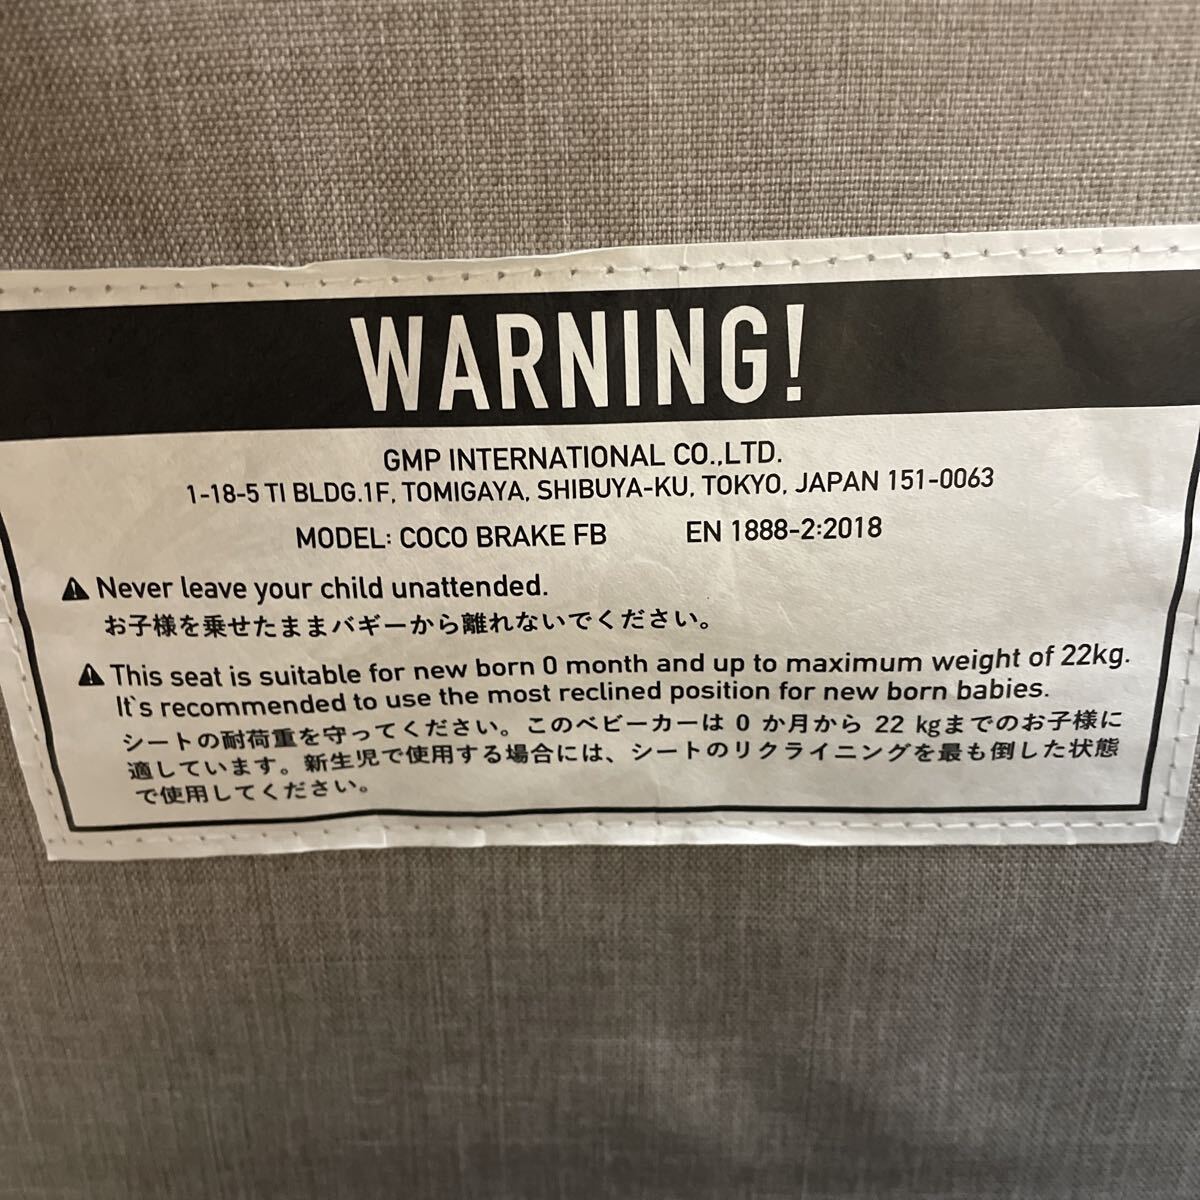 WARNING!
GMP INTERNATIONAL CO.,LTD.
1-18-5 TI BLDG.1F, TOMIGAYA, SHIBUYA-KU, TOKYO, JAPAN 151-0063
MODEL: COCO BRAKE FB EN 1888-2:2018
Never leave your child unattended.
お子様を乗せたままバギーから離れないでください。
This seat is suitable for new born 0 month and up to maximum weight of 22kg.
It`s recommended to use the most reclined position for new born babies.
シートの耐荷重を守ってください。このベビーカーは 0 か月から 22 kgまでのお子様に
適しています。新生児で使用する場合には、シートのリクライニングを最も倒した状態
で使用してください。